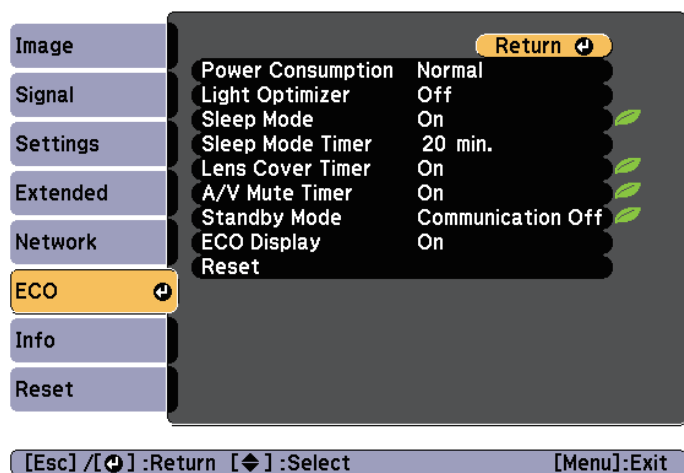 Image
Signal
Settings
Extended
Network
ECO
Info
Reset
Return
Power Consumption Normal
Light Optimizer Off
Sleep Mode On
Sleep Mode Timer 20 min.
Lens Cover Timer On
A/V Mute Timer On
Standby Mode Communication Off
ECO Display On
Reset
[Esc] /[⏎] :Return [◆] :Select [Menu]:Exit